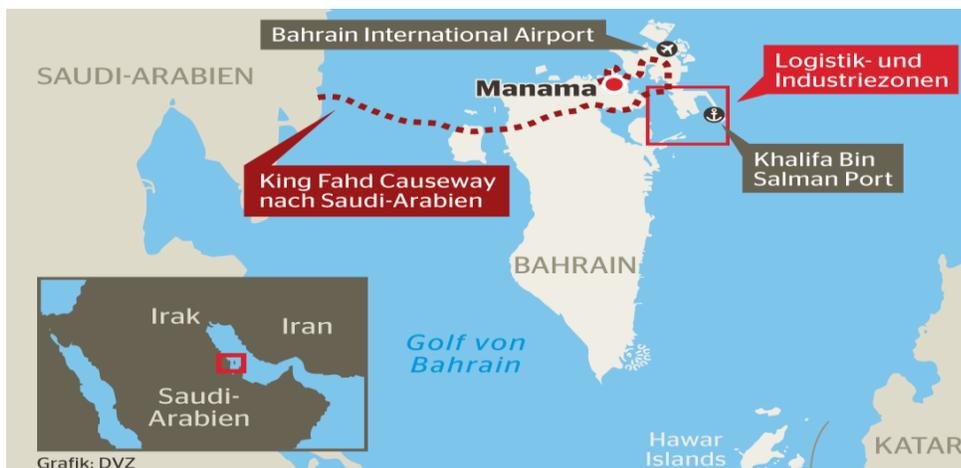 Bahrain International Airport
SAUDI-ARABIEN
Logistik- und
Industriezonen
Manama
Khalifa Bin
Salman Port
King Fahd Causeway
nach Saudi-Arabien
BAHRAIN
Irak
Iran
Golf von
Bahrain
Saudi-
Arabien
Hawar
Islands
KATAR
Grafik: DVZ